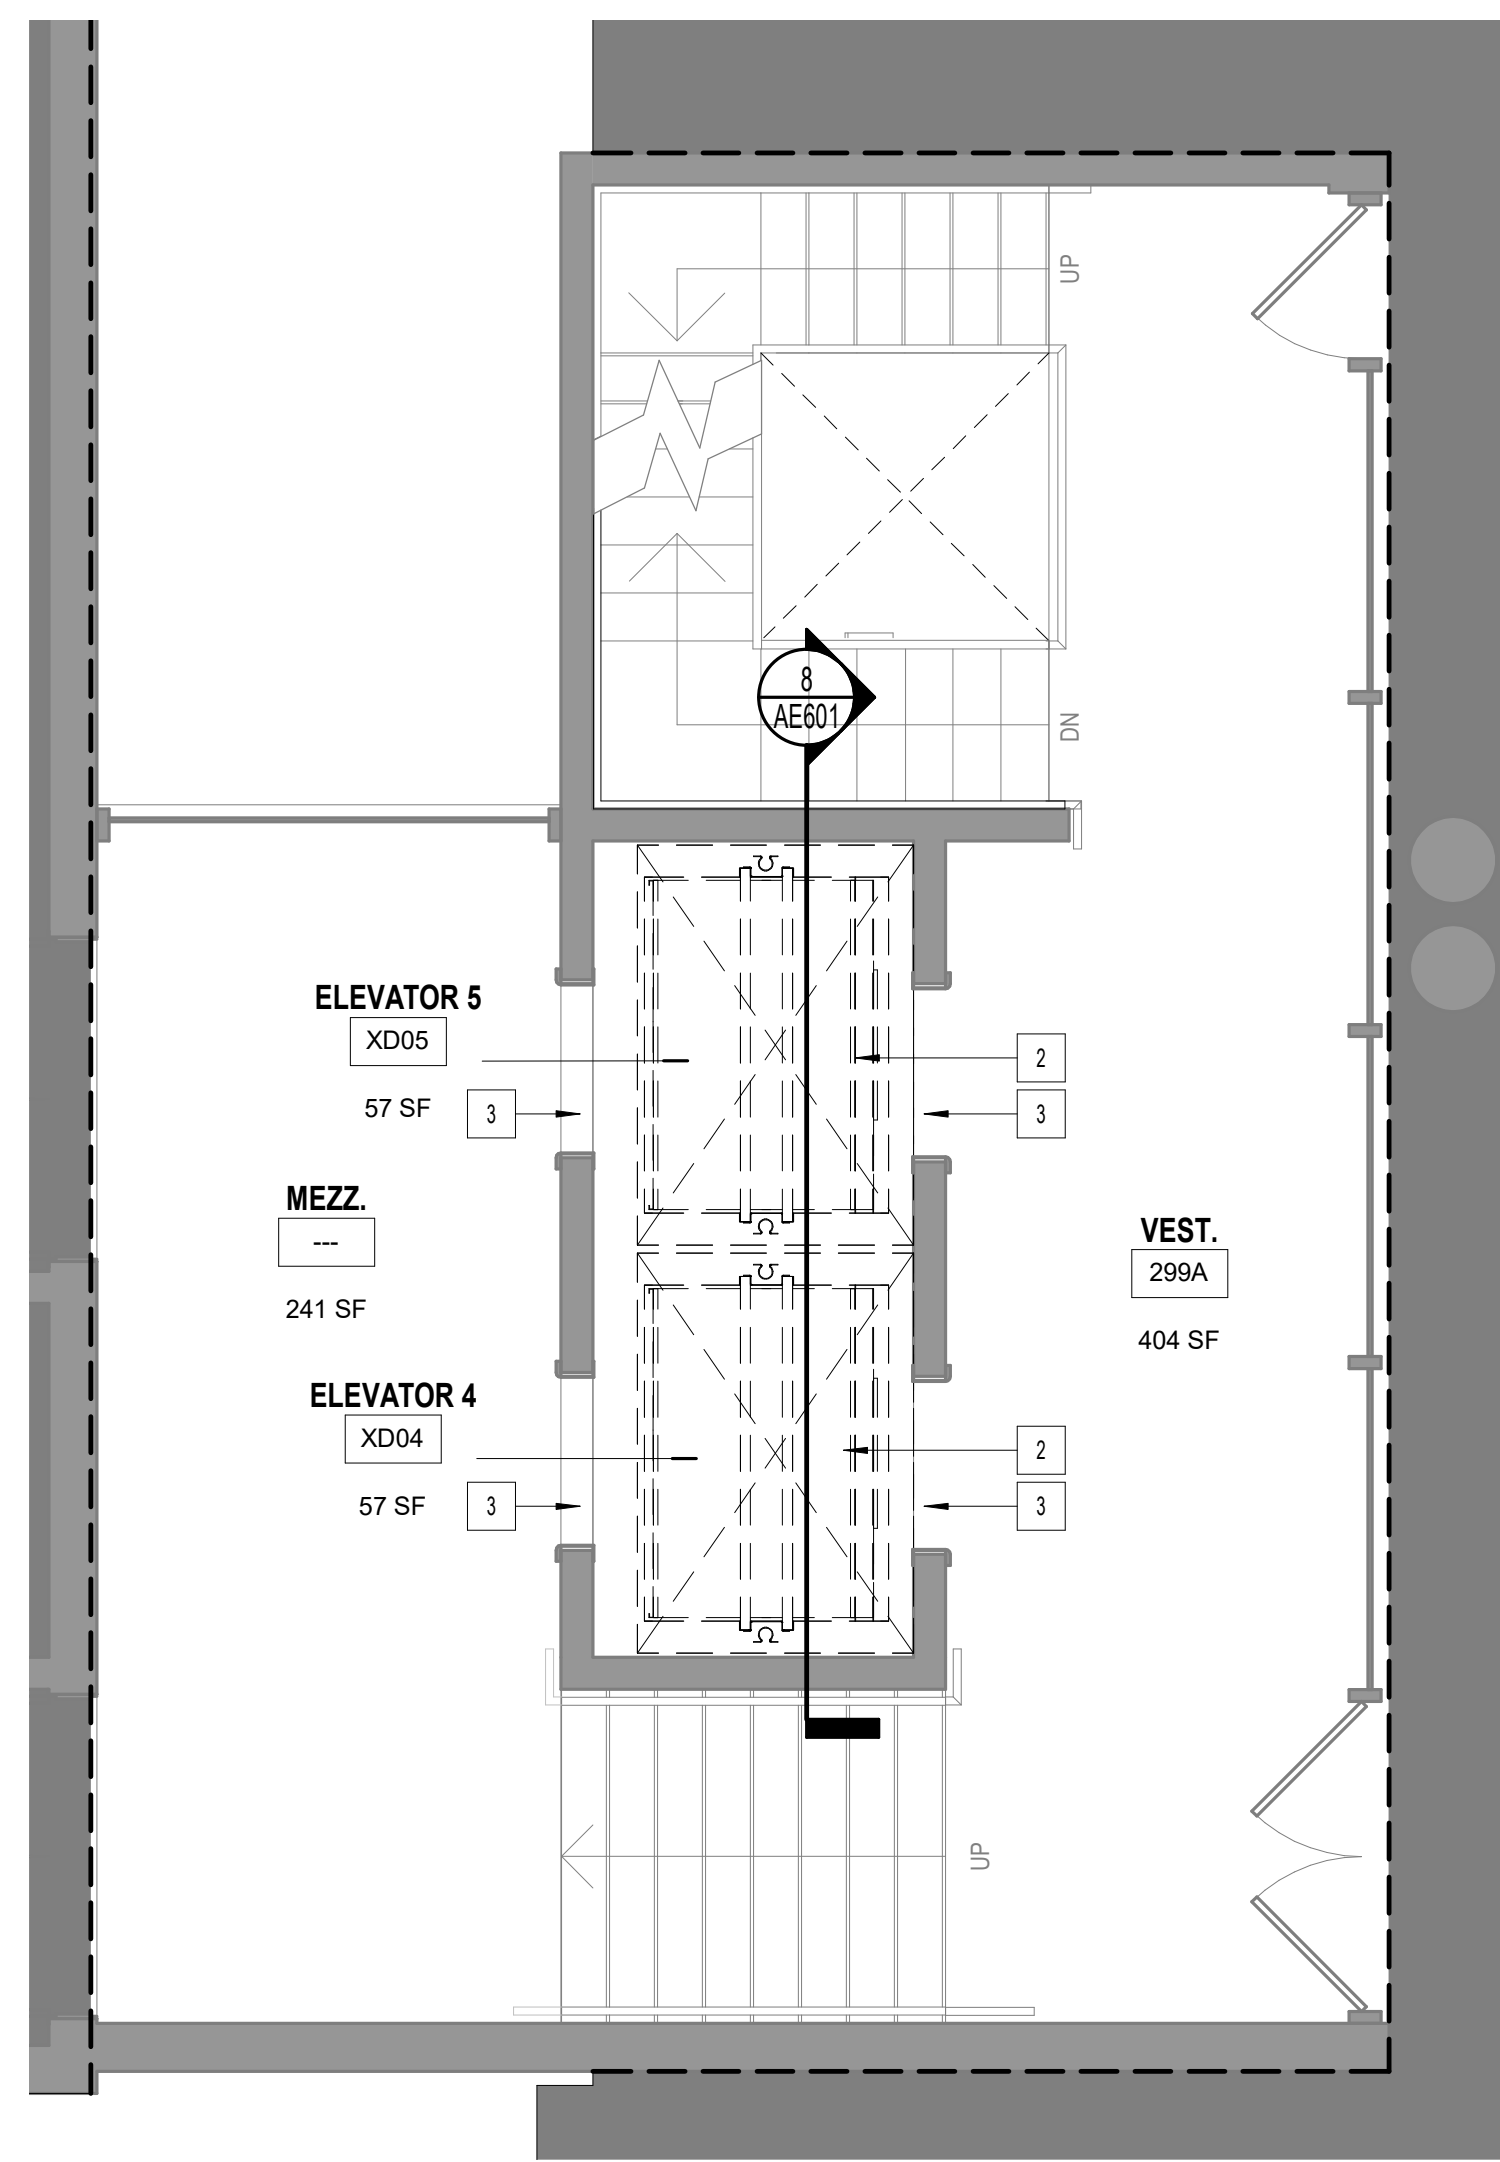 UP
8
AE601
DN
ELEVATOR 5
XD05
57 SF
3
2
3
MEZZ.
---
241 SF
VEST.
299A
404 SF
ELEVATOR 4
XD04
57 SF
3
2
3
UP